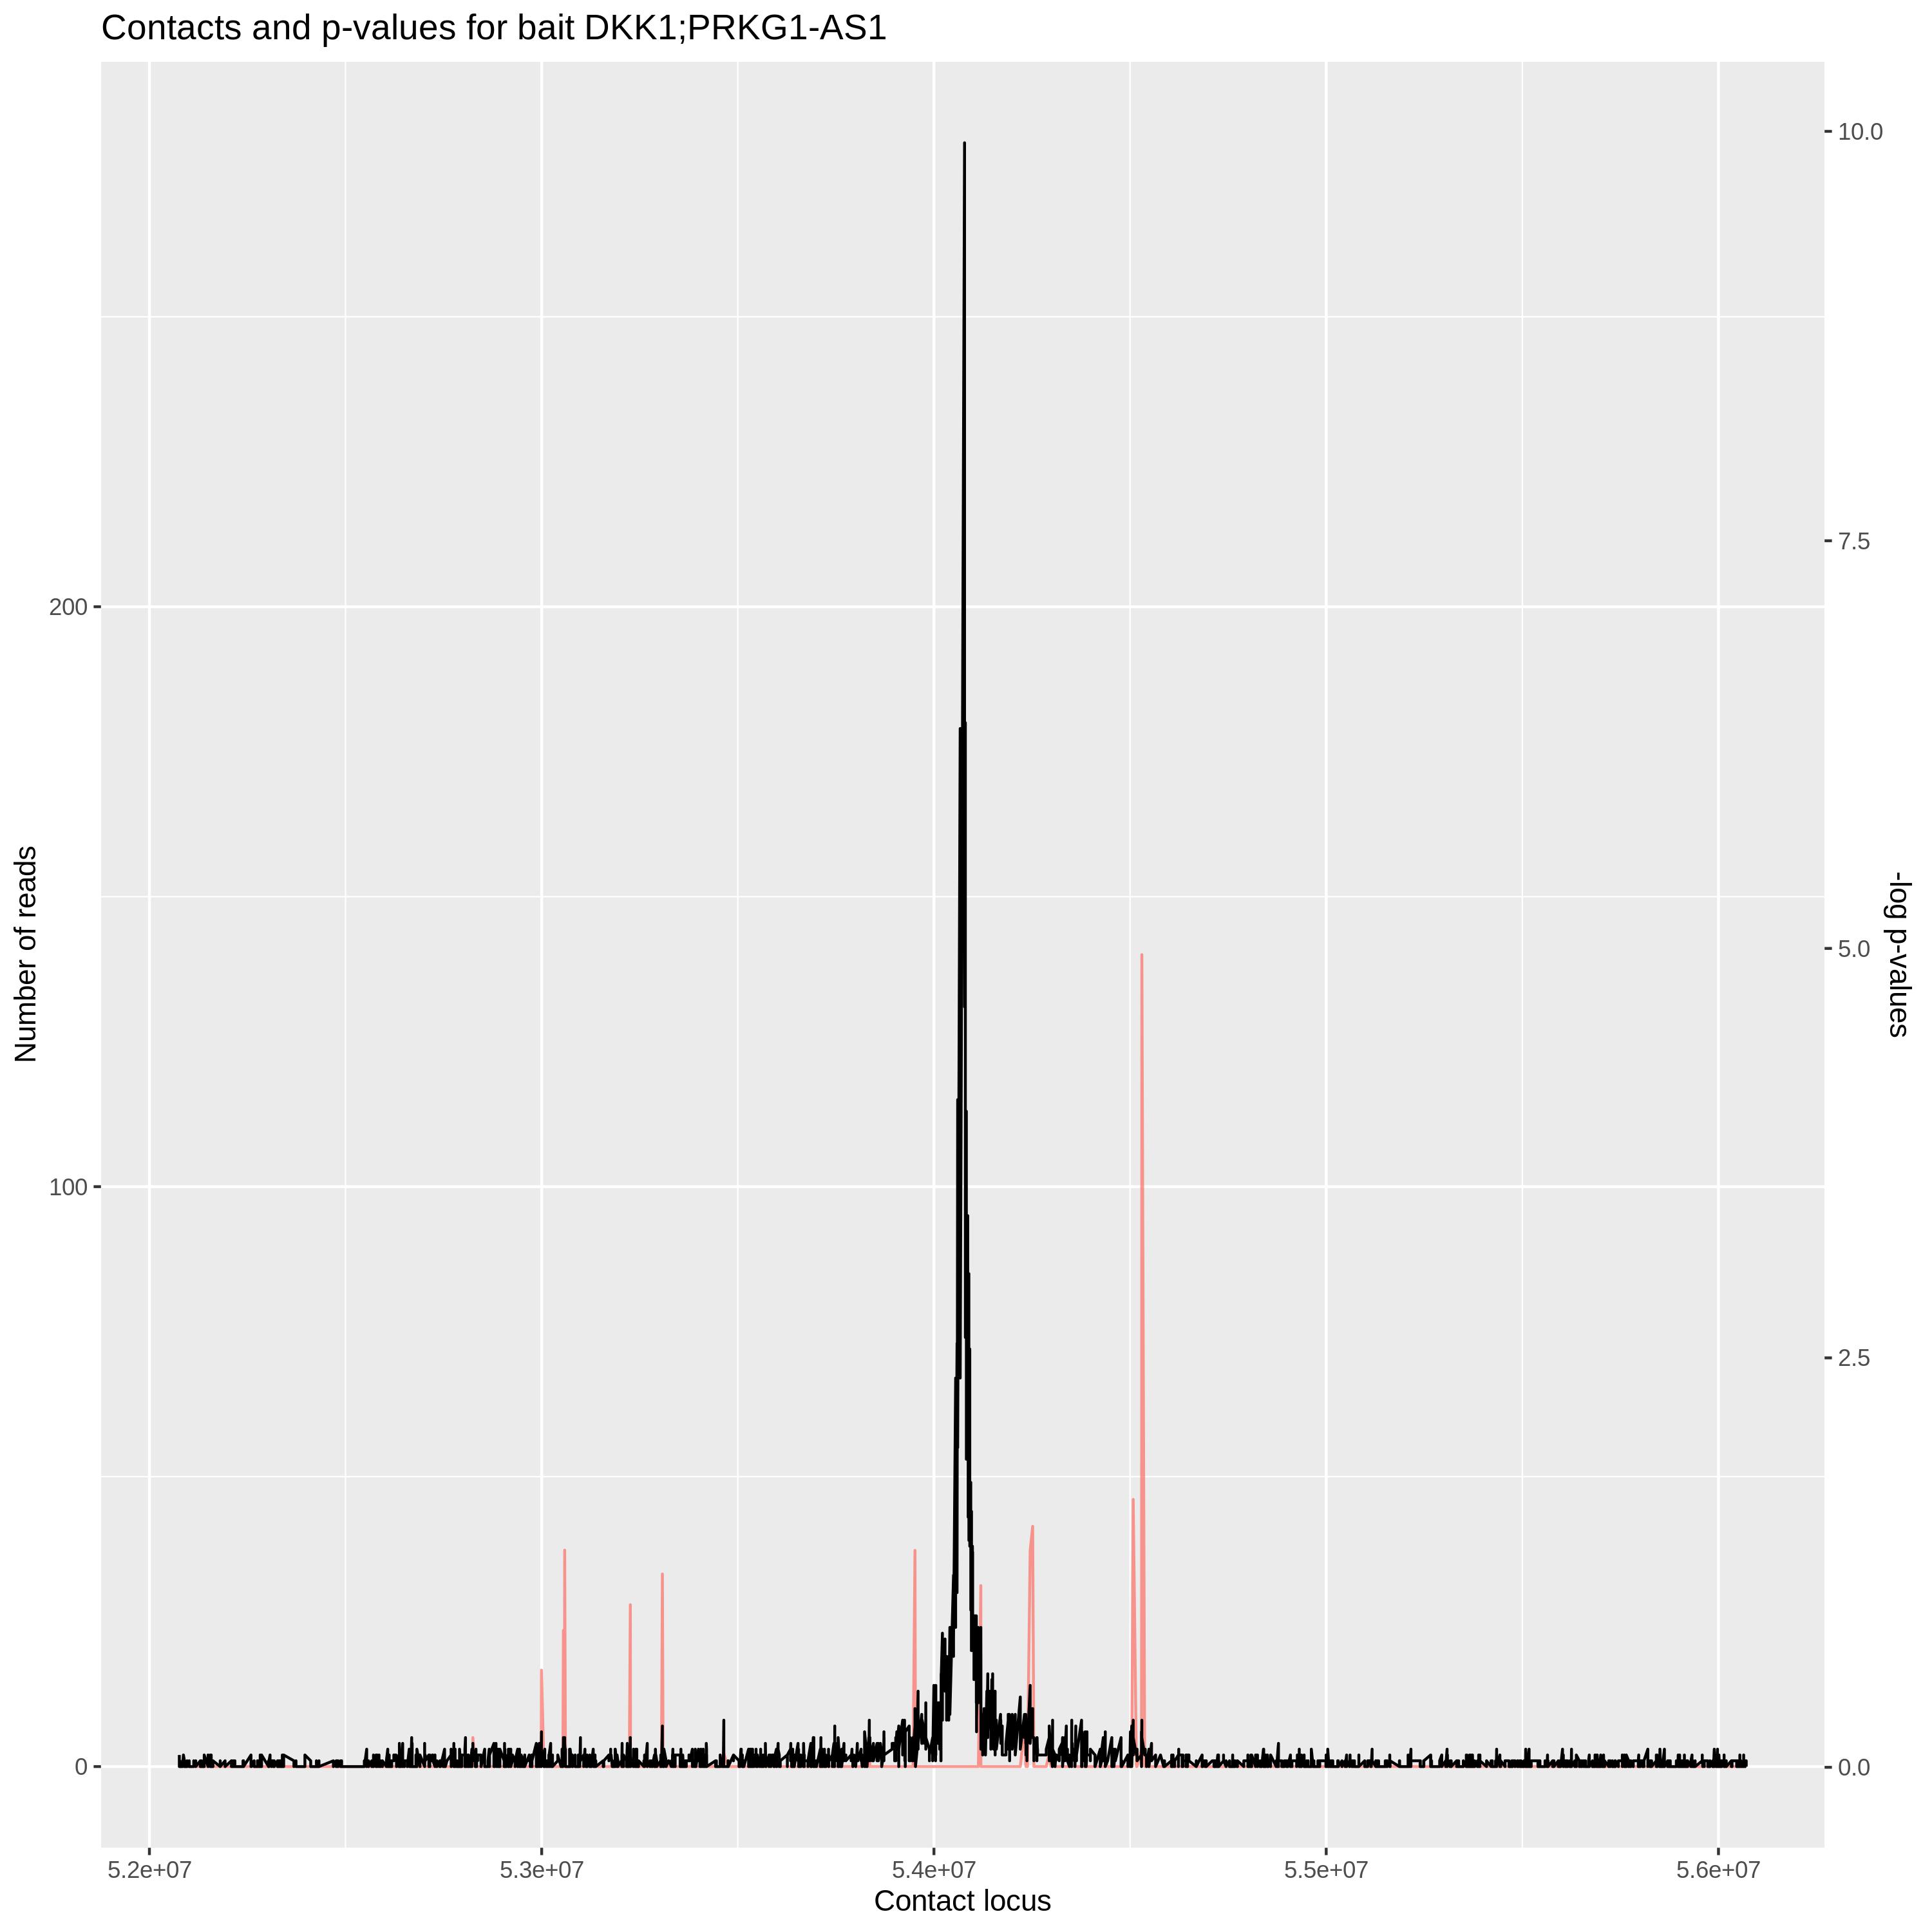 Contacts and p-values for bait DKK1;PRKG1-AS1
Number of reads
200
100
0
10.0
7.5
5.0
2.5
0.0
-log p-values
5.2e+07
5.3e+07
5.4e+07
5.5e+07
5.6e+07
Contact locus